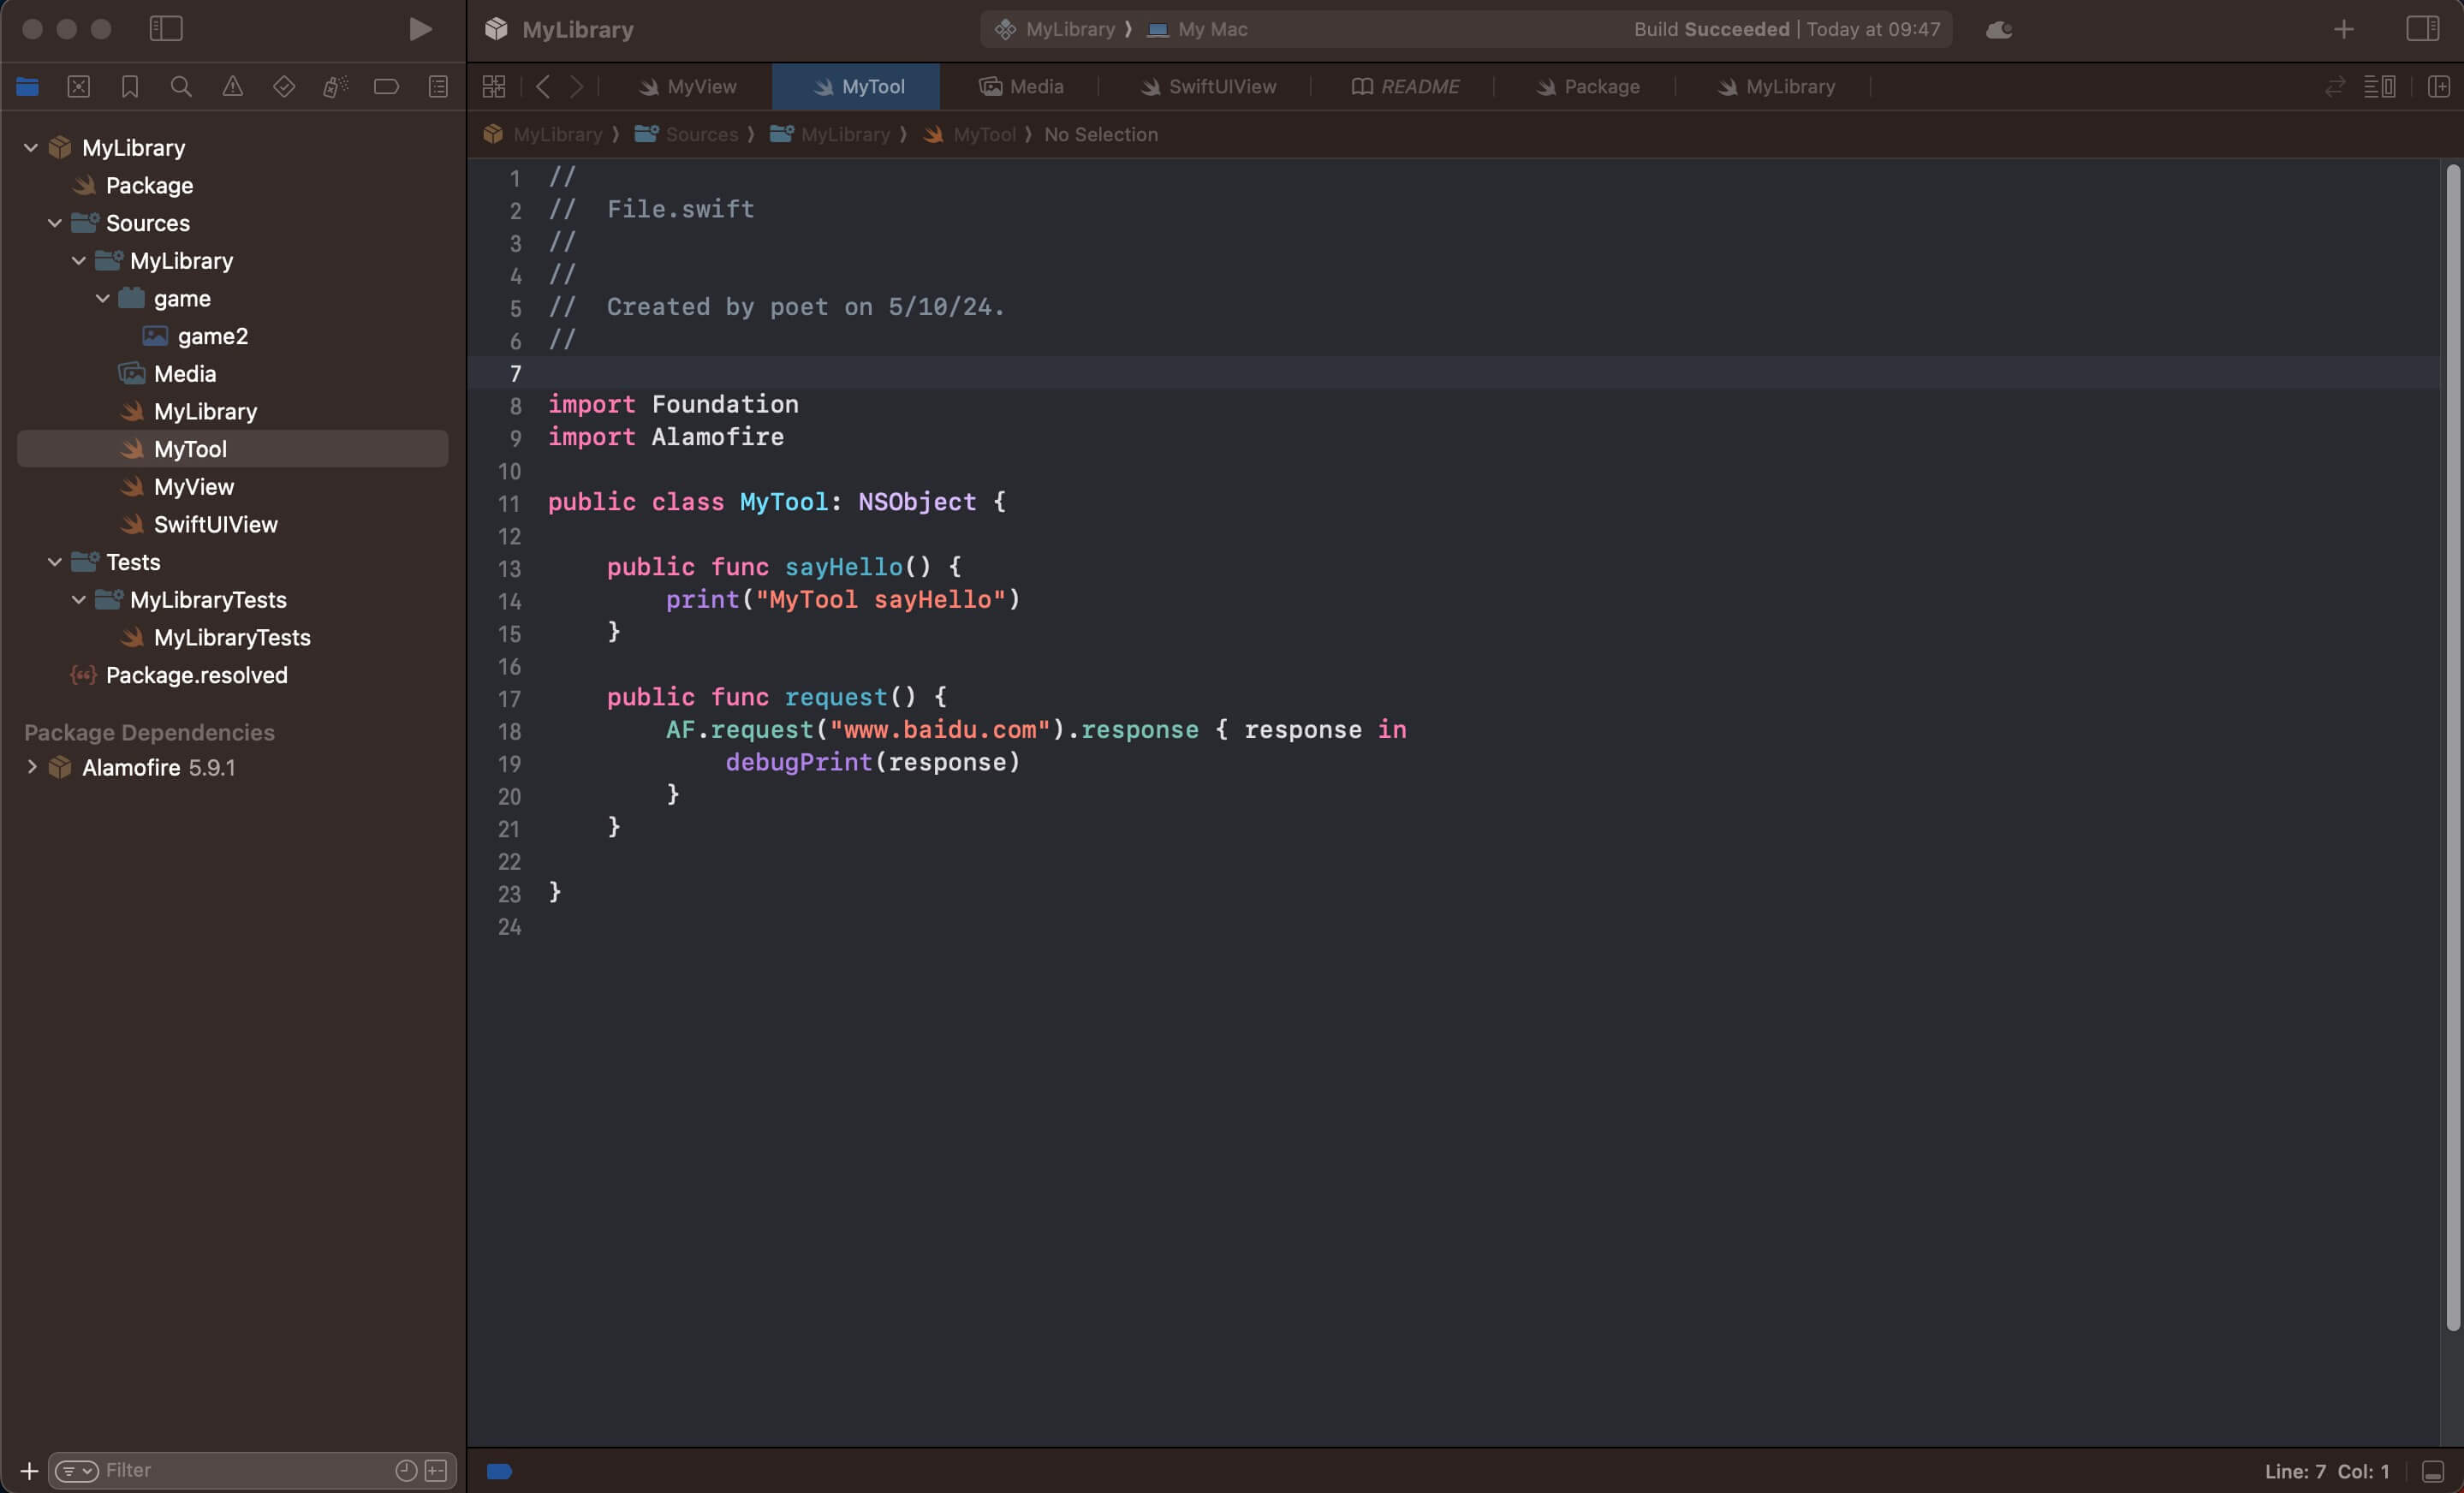 MyLibrary
MyLibrary ⟩ My Mac
Build Succeeded | Today at 09:47
MyView
MyTool
Media
SwiftUIView
README
Package
MyLibrary
MyLibrary ⟩ Sources ⟩ MyLibrary ⟩ MyTool ⟩ No Selection
MyLibrary
Package
Sources
MyLibrary
game
game2
Media
MyLibrary
MyTool
MyView
SwiftUIView
Tests
MyLibraryTests
MyLibraryTests
Package.resolved
Package Dependencies
Alamofire 5.9.1
Filter
1 //
2 //  File.swift
3 //
4 //
5 //  Created by poet on 5/10/24.
6 //
7
8 import Foundation
9 import Alamofire
10
11 public class MyTool: NSObject {
12
13     public func sayHello() {
14         print("MyTool sayHello")
15     }
16
17     public func request() {
18         AF.request("www.baidu.com").response { response in
19             debugPrint(response)
20         }
21     }
22
23 }
24
Line: 7 Col: 1